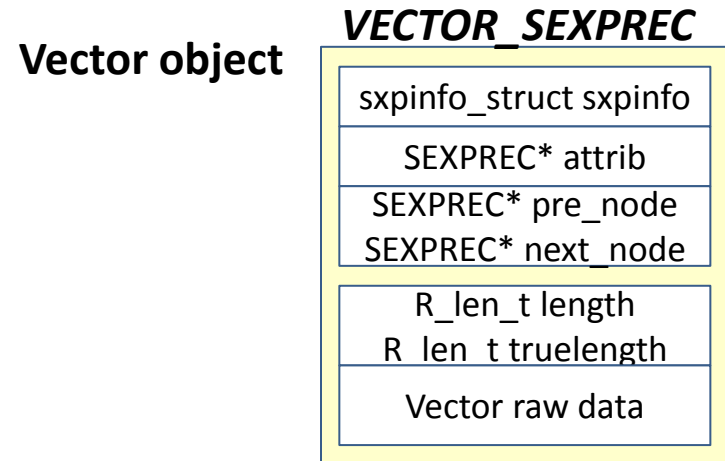 VECTOR_SEXPREC
Vector object
sxpinfo_struct sxpinfo
SEXPREC* attrib
SEXPREC* pre_node
SEXPREC* next_node
R_len_t length
R_len_t truelength
Vector raw data